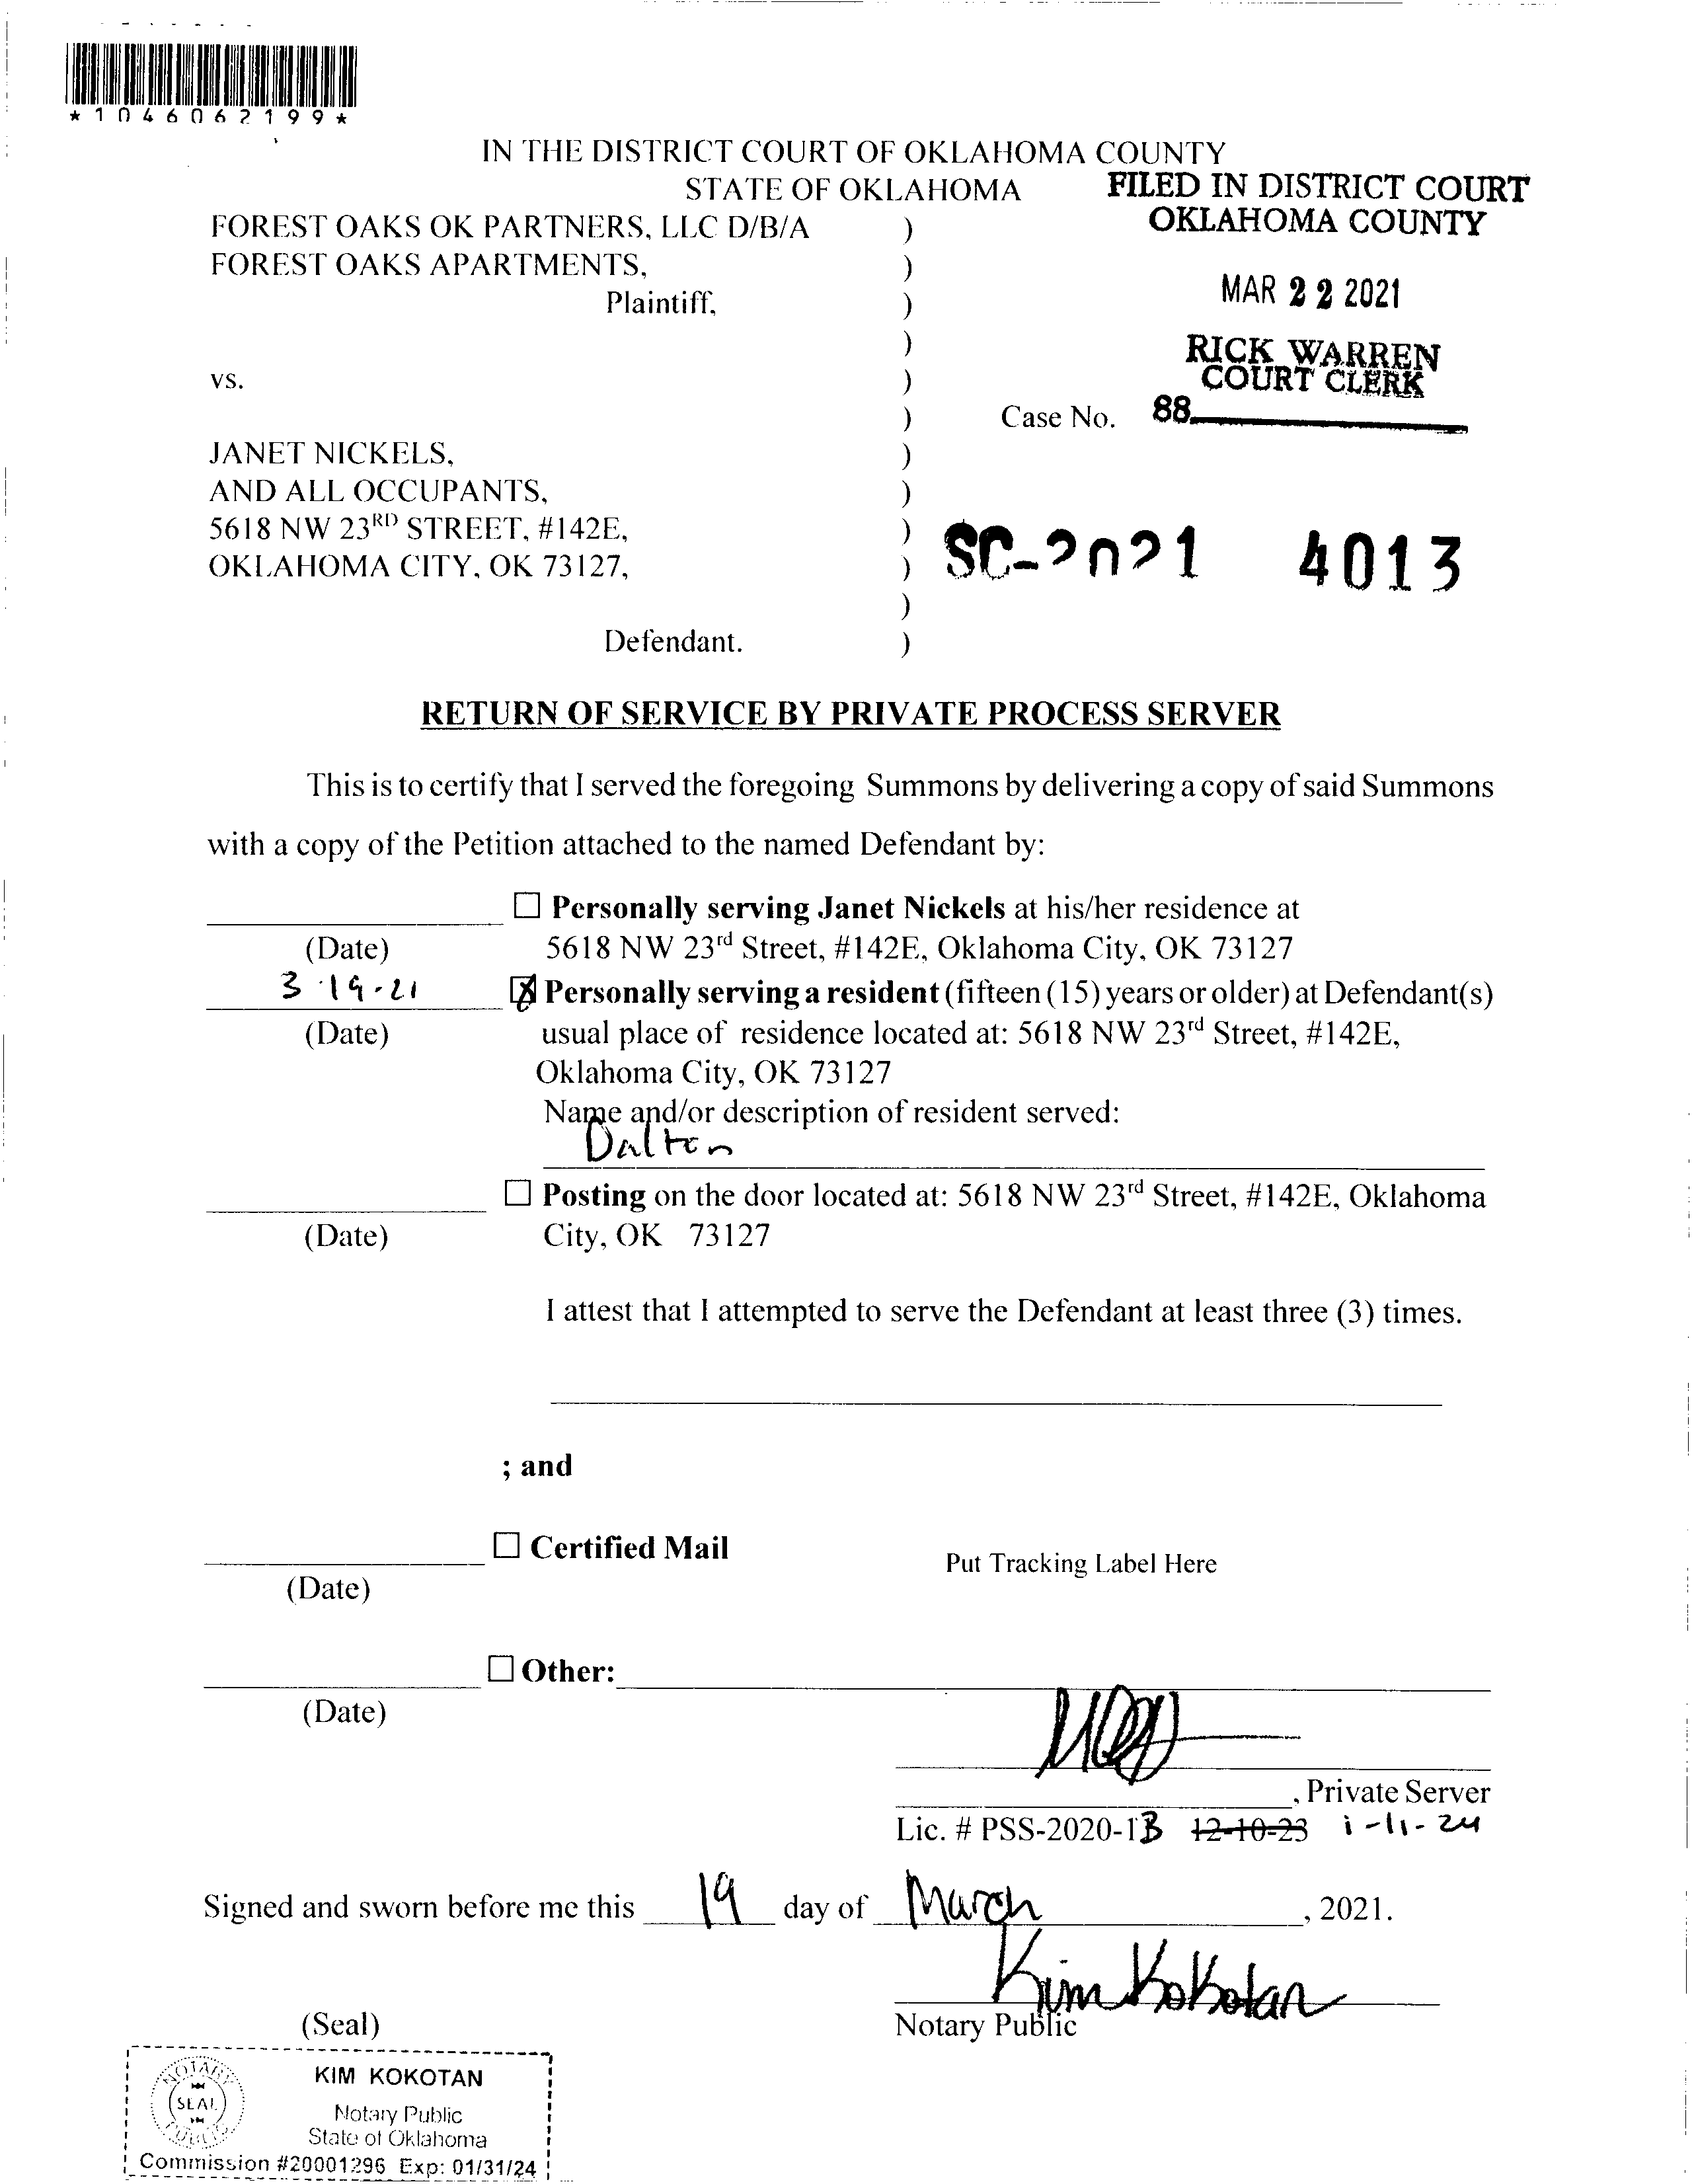 *1046062199*
IN THE DISTRICT COURT OF OKLAHOMA COUNTY
STATE OF OKLAHOMA
FILED IN DISTRICT COURT
OKLAHOMA COUNTY
MAR 22 2021
RICK WARREN
COURT CLERK
88
FOREST OAKS OK PARTNERS, LLC D/B/A )
FOREST OAKS APARTMENTS, )
Plaintiff, )
)
vs. )
) Case No.
JANET NICKELS, )
AND ALL OCCUPANTS, )
5618 NW 23RD STREET, #142E, ) SC-2021 4013
OKLAHOMA CITY, OK 73127, )
)
Defendant. )
RETURN OF SERVICE BY PRIVATE PROCESS SERVER
This is to certify that I served the foregoing Summons by delivering a copy of said Summons
with a copy of the Petition attached to the named Defendant by:
☐ Personally serving Janet Nickels at his/her residence at
(Date) 5618 NW 23rd Street, #142E, Oklahoma City, OK 73127
3-19-21 ☒ Personally serving a resident (fifteen (15) years or older) at Defendant(s)
(Date) usual place of residence located at: 5618 NW 23rd Street, #142E,
Oklahoma City, OK 73127
Name and/or description of resident served:
Dalton
☐ Posting on the door located at: 5618 NW 23rd Street, #142E, Oklahoma
(Date) City, OK 73127
I attest that I attempted to serve the Defendant at least three (3) times.
; and
☐ Certified Mail
Put Tracking Label Here
(Date)
☐ Other:
(Date)
, Private Server
Lic. # PSS-2020-13 12-10-23 1-11-24
Signed and sworn before me this 19 day of March, 2021.
Kim Kokotan
(Seal) Notary Public
NOTARY
SEAL
PUBLIC
KIM KOKOTAN
Notary Public
State of Oklahoma
Commission #20001296 Exp: 01/31/24